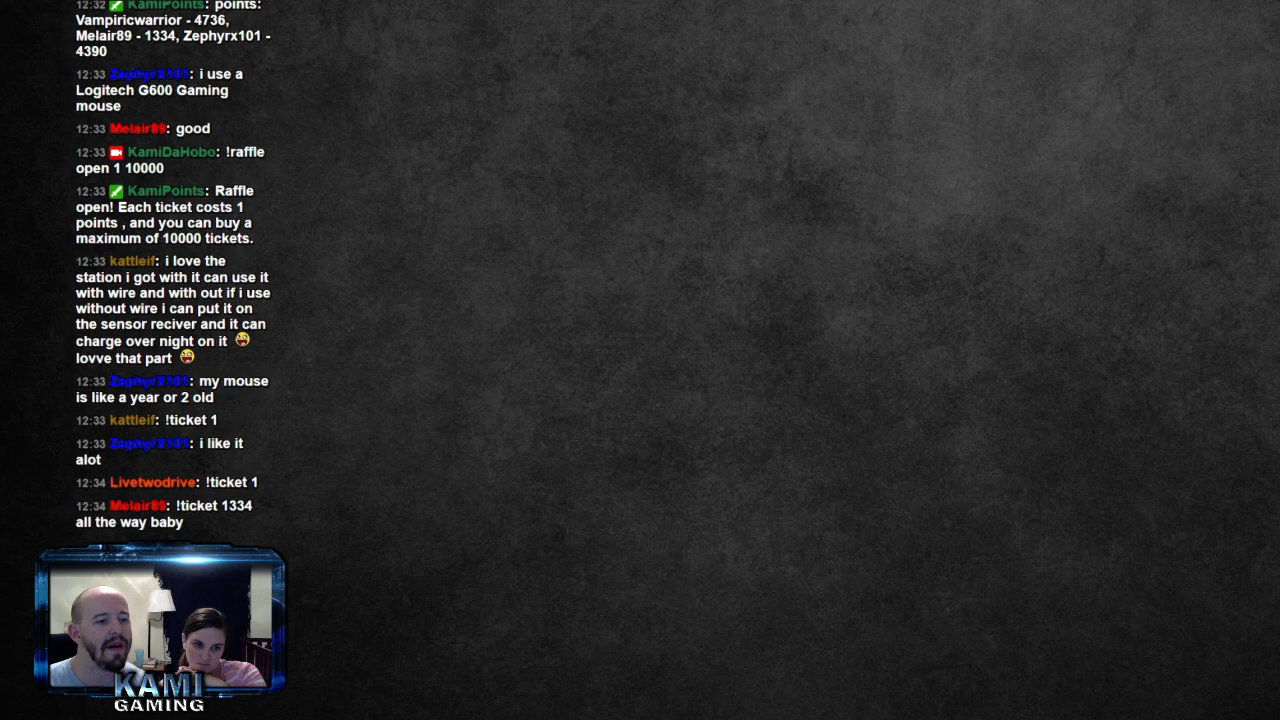 12:32 KamiPoints: points:
Vampiricwarrior - 4736,
Melair89 - 1334, Zephyrx101 -
4390
12:33 ZephyrX101: i use a
Logitech G600 Gaming
mouse
12:33 Melair89: good
12:33 KamiDaHobo: !raffle
open 1 10000
12:33 KamiPoints: Raffle
open! Each ticket costs 1
points , and you can buy a
maximum of 10000 tickets.
12:33 kattleif: i love the
station i got with it can use it
with wire and with out if i use
without wire i can put it on
the sensor reciver and it can
charge over night on it
lovve that part
12:33 ZephyrX101: my mouse
is like a year or 2 old
12:33 kattleif: !ticket 1
12:33 ZephyrX101: i like it
alot
12:34 Livetwodrive: !ticket 1
12:34 Melair89: !ticket 1334
all the way baby
KAMI
GAMING